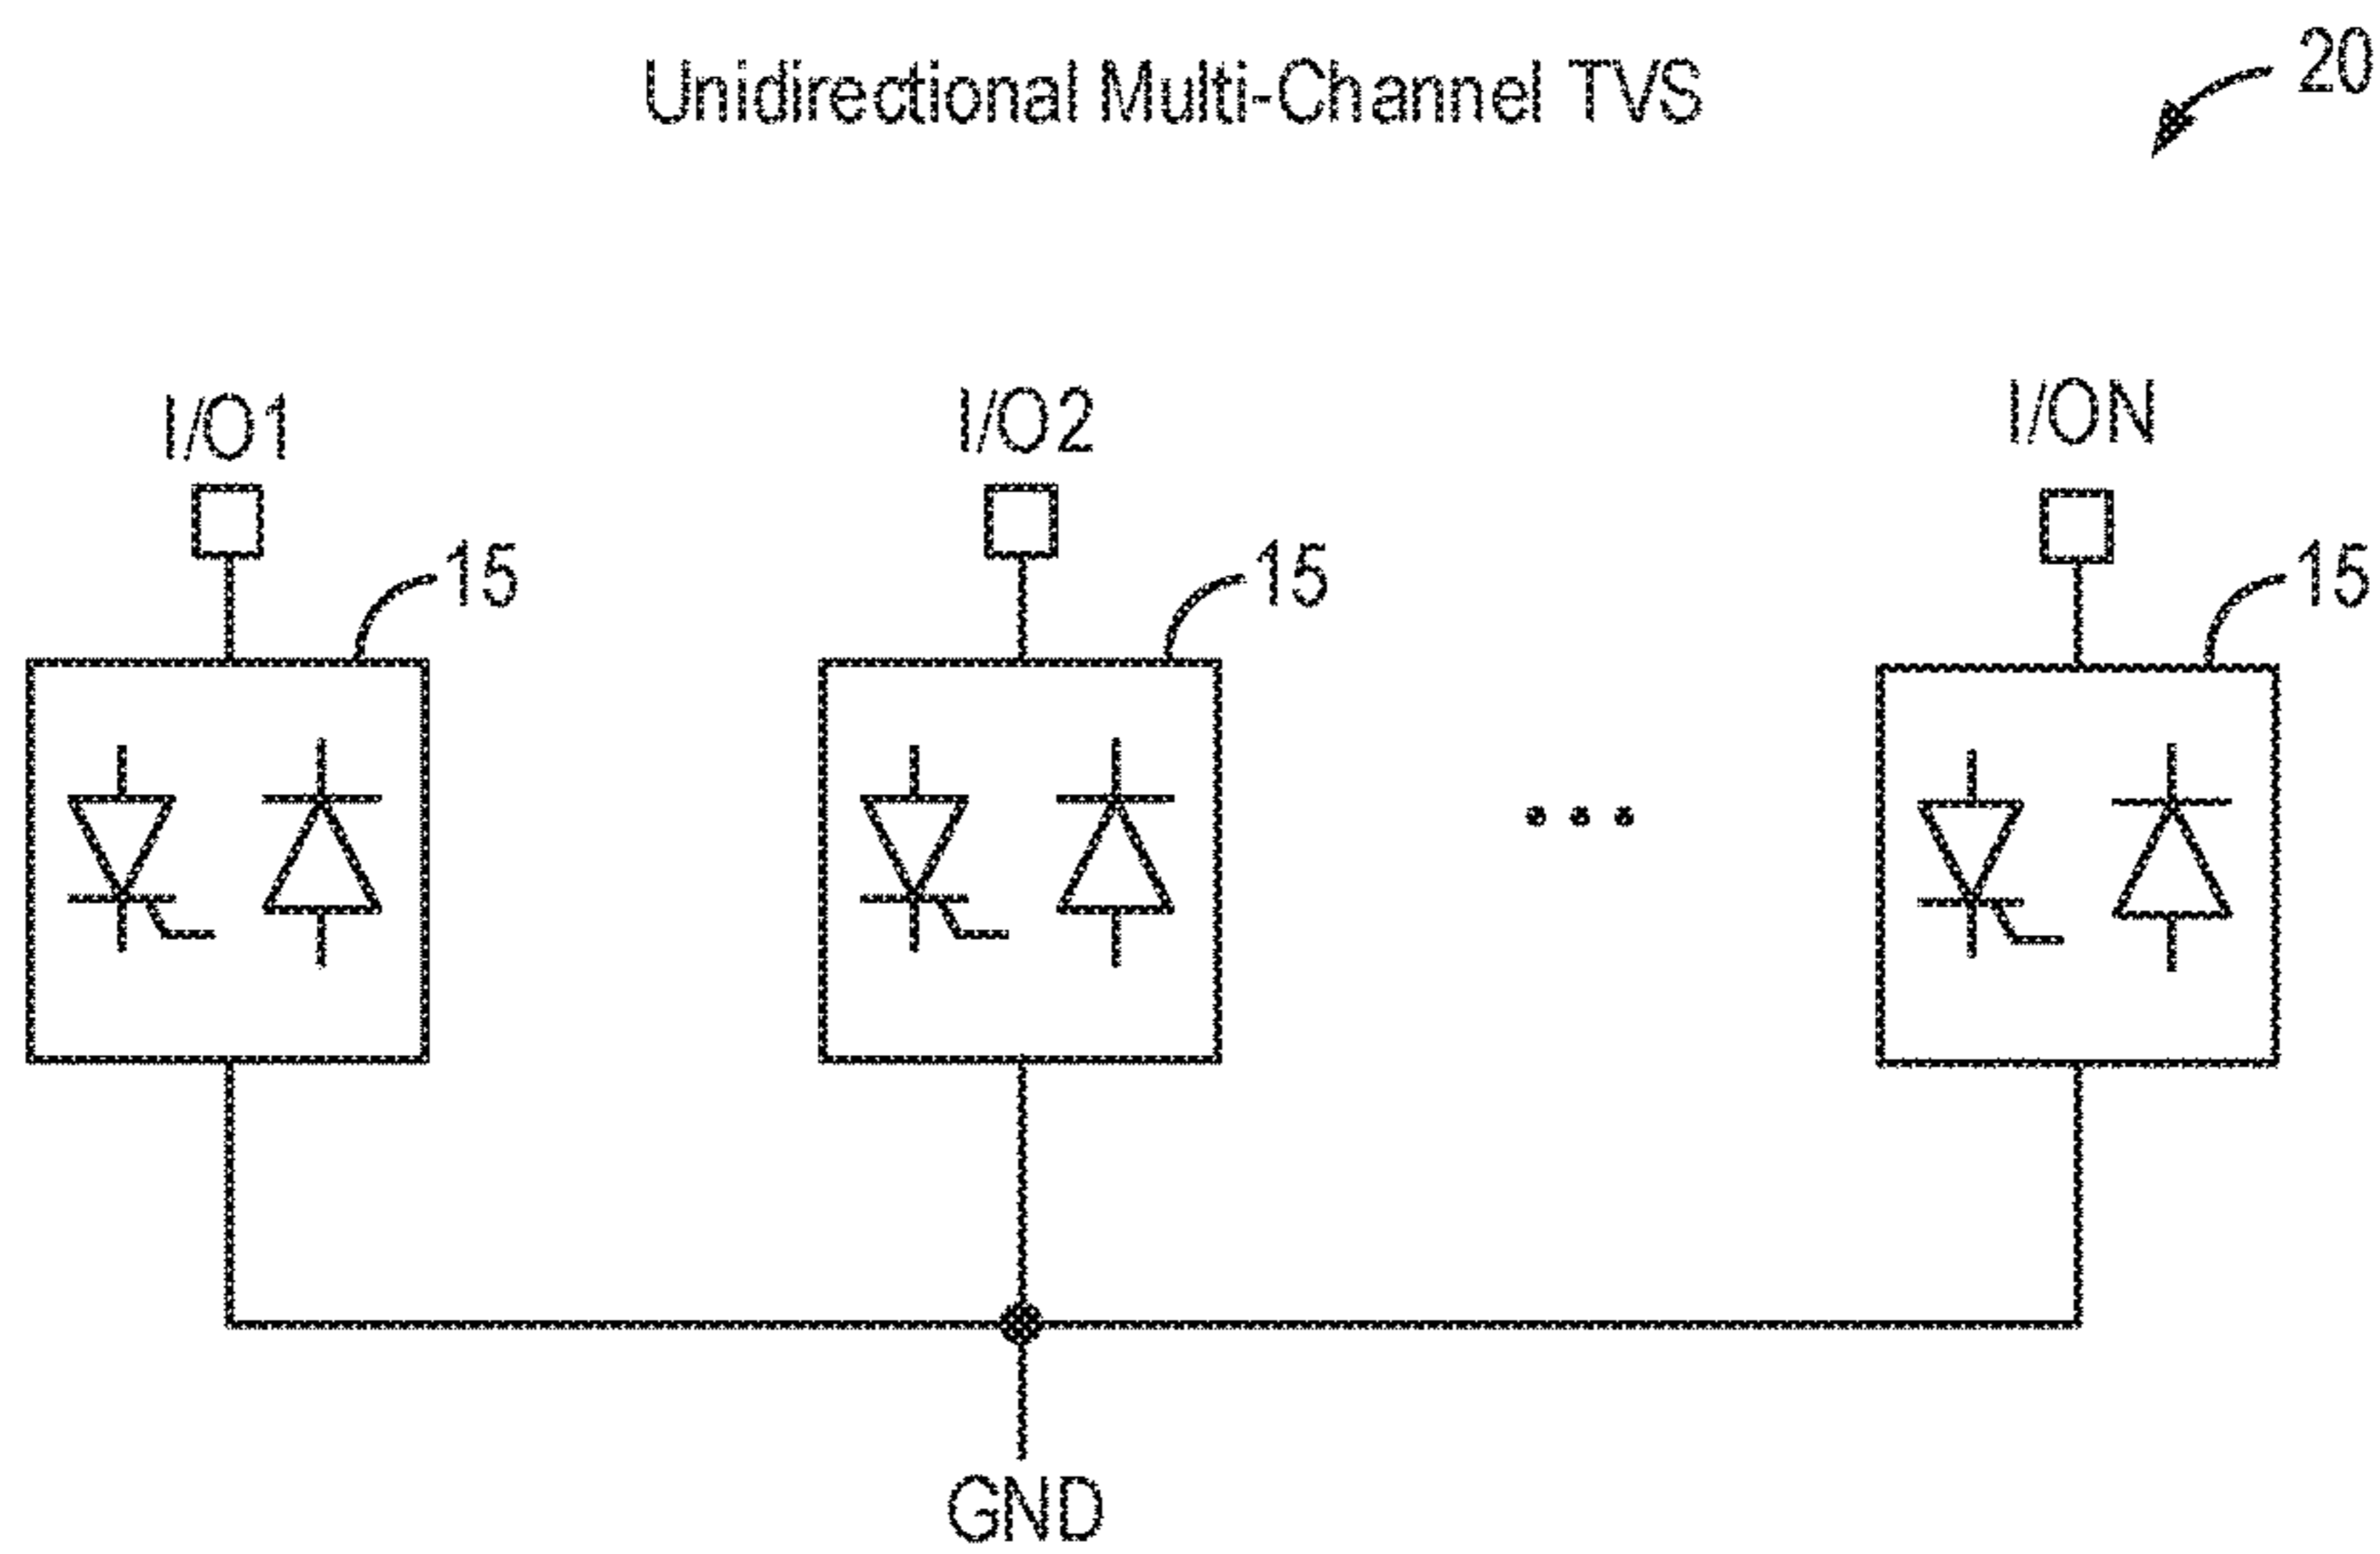 Unidirectional Multi-Channel TVS
20
I/O1
I/O2
I/ON
15
15
15
GND